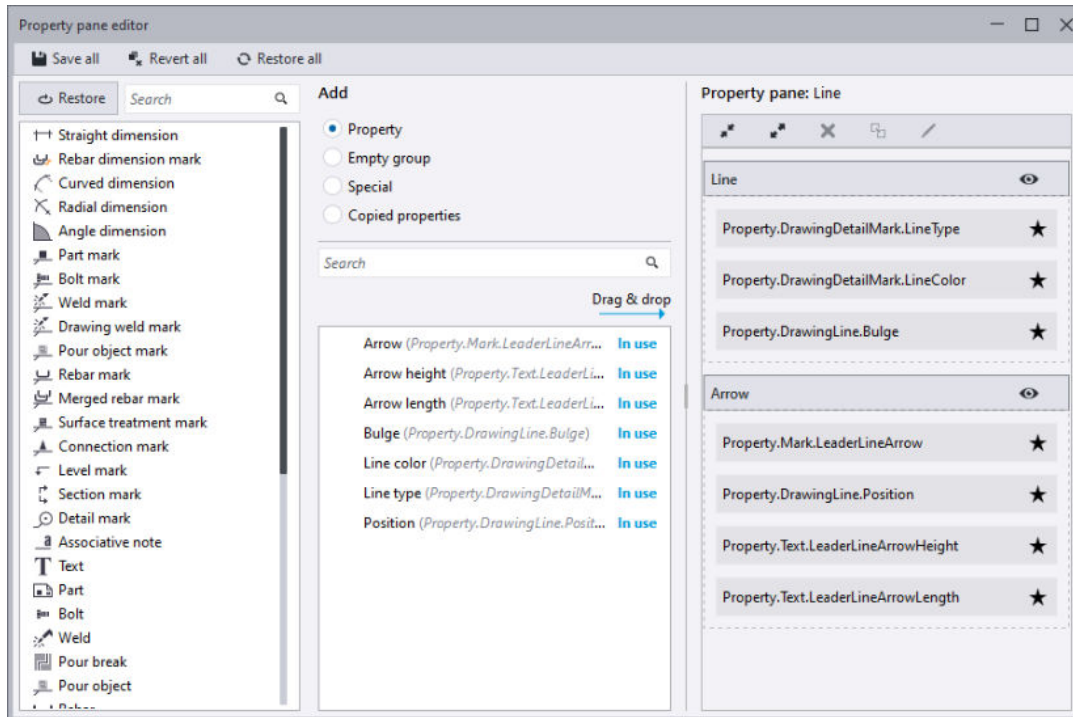 Property pane editor
Save all Revert all Restore all
Restore Search
Straight dimension
Rebar dimension mark
Curved dimension
Radial dimension
Angle dimension
Part mark
Bolt mark
Weld mark
Drawing weld mark
Pour object mark
Rebar mark
Merged rebar mark
Surface treatment mark
Connection mark
Level mark
Section mark
Detail mark
Associative note
Text
Part
Bolt
Weld
Pour break
Pour object
Add
Property
Empty group
Special
Copied properties
Search
Drag & drop
Arrow (Property.Mark.LeaderLineArr... In use
Arrow height (Property.Text.LeaderLi... In use
Arrow length (Property.Text.LeaderLi... In use
Bulge (Property.DrawingLine.Bulge) In use
Line color (Property.DrawingDetail... In use
Line type (Property.DrawingDetailM... In use
Position (Property.DrawingLine.Posit... In use
Property pane: Line
Line
Property.DrawingDetailMark.LineType
Property.DrawingDetailMark.LineColor
Property.DrawingLine.Bulge
Arrow
Property.Mark.LeaderLineArrow
Property.DrawingLine.Position
Property.Text.LeaderLineArrowHeight
Property.Text.LeaderLineArrowLength